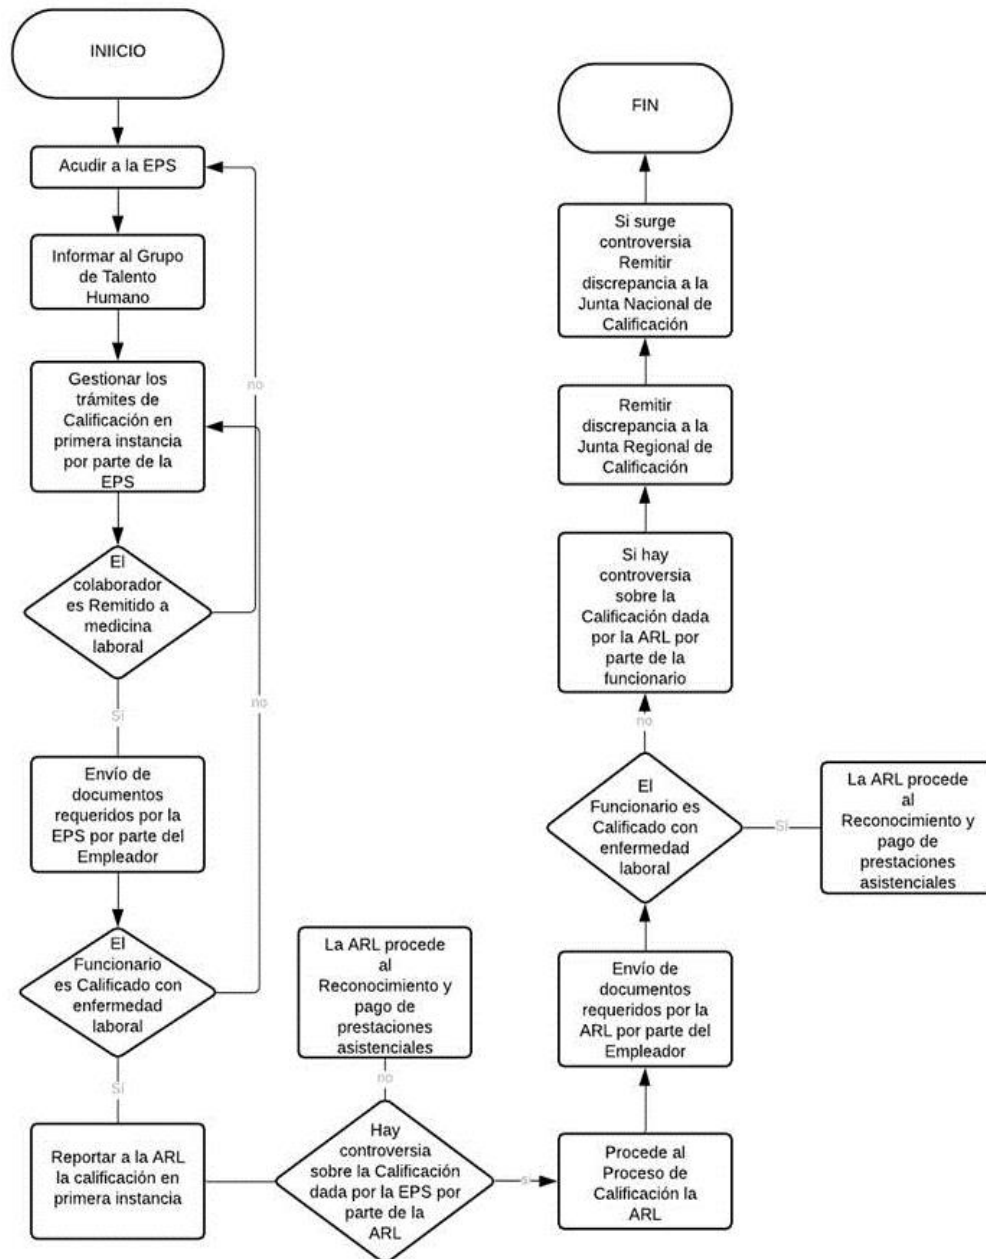 INIICIO
Acudir a la EPS
Informar al Grupo
de Talento
Humano
Gestionar los
trámites de
Calificación en
primera instancia
por parte de la
EPS
no
El
colaborador
es Remitido a
medicina
laboral
Sí
no
Envío de
documentos
requeridos por la
EPS por parte del
Empleador
El
Funcionario
es Calificado con
enfermedad
laboral
Sí
Reportar a la ARL
la calificación en
primera instancia
La ARL procede
al
Reconocimiento y
pago de
prestaciones
asistenciales
no
Hay
controversia
sobre la Calificación
dada por la EPS por
parte de la
ARL
si
Procede al
Proceso de
Calificación la
ARL
Envío de
documentos
requeridos por la
ARL por parte del
Empleador
El
Funcionario es
Calificado con
enfermedad
laboral
Sí
La ARL procede
al
Reconocimiento y
pago de
prestaciones
asistenciales
no
Si hay
controversia
sobre la
Calificación dada
por la ARL por
parte de la
funcionario
Remitir
discrepancia a la
Junta Regional de
Calificación
Si surge
controversia
Remitir
discrepancia a la
Junta Nacional de
Calificación
FIN